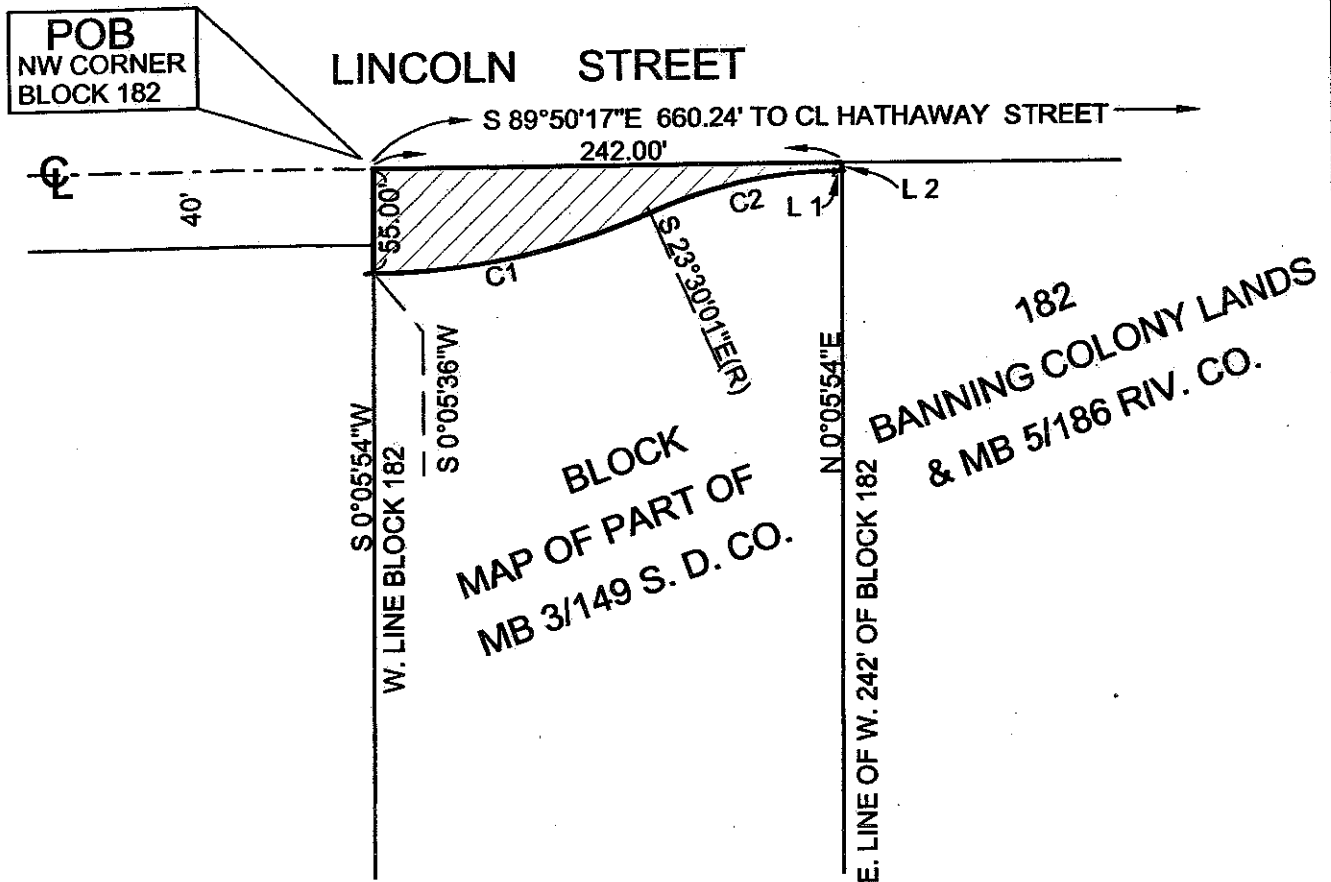 POB
NW CORNER
BLOCK 182
LINCOLN STREET
S 89°50'17"E 660.24' TO CL HATHAWAY STREET
242.00'
CL
40'
55.00'
C1
C2
L 1
L 2
S 23°30'01"E(R)
S 0°05'36"W
S 0°05'54"W
W. LINE BLOCK 182
N 0°05'54"E
E. LINE OF W. 242' OF BLOCK 182
BLOCK 182
MAP OF PART OF BANNING COLONY LANDS
MB 3/149 S. D. CO. & MB 5/186 RIV. CO.